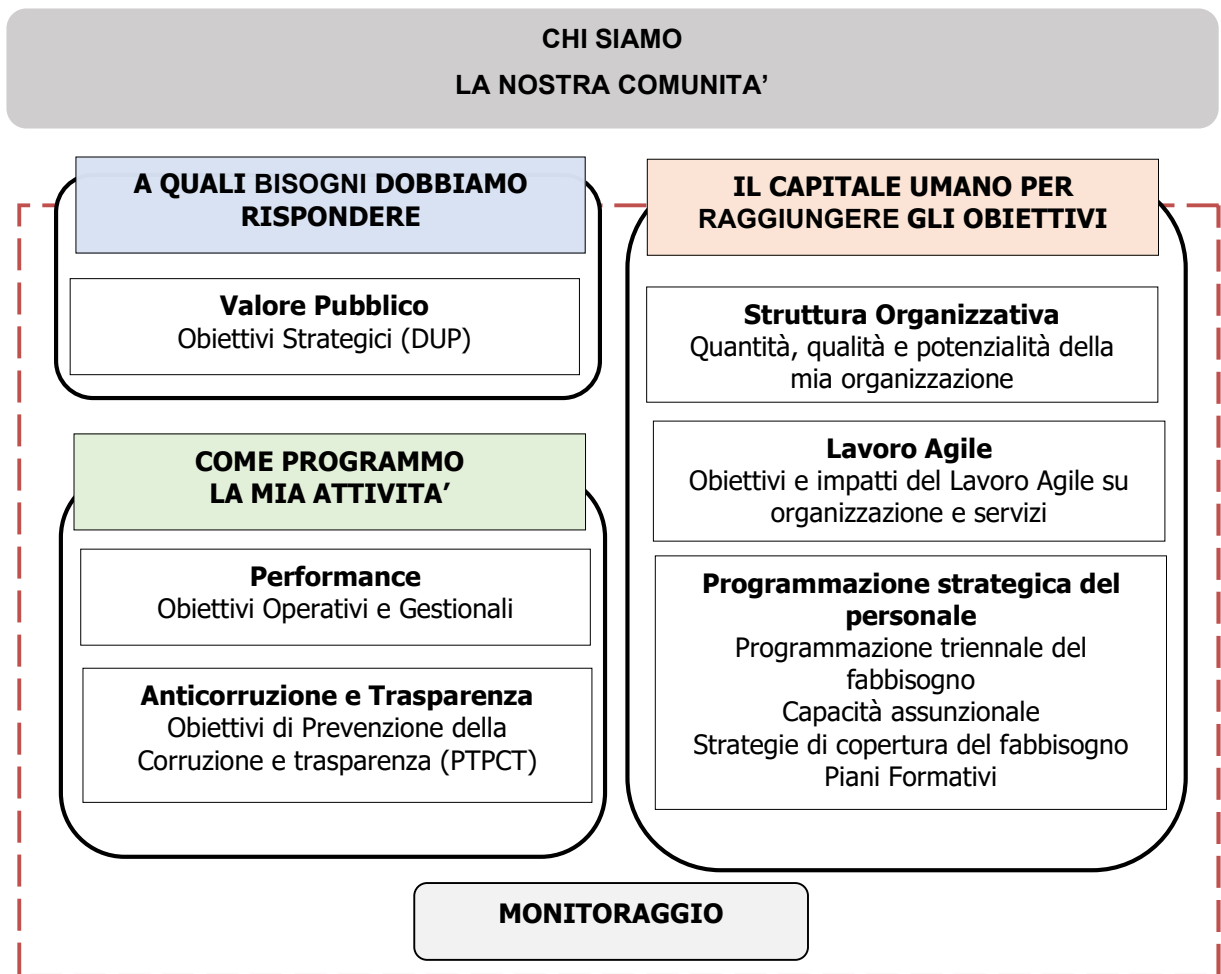 CHI SIAMO
LA NOSTRA COMUNITA’
A QUALI BISOGNI DOBBIAMO
RISPONDERE
Valore Pubblico
Obiettivi Strategici (DUP)
COME PROGRAMMO
LA MIA ATTIVITA’
Performance
Obiettivi Operativi e Gestionali
Anticorruzione e Trasparenza
Obiettivi di Prevenzione della
Corruzione e trasparenza (PTPCT)
IL CAPITALE UMANO PER
RAGGIUNGERE GLI OBIETTIVI
Struttura Organizzativa
Quantità, qualità e potenzialità della
mia organizzazione
Lavoro Agile
Obiettivi e impatti del Lavoro Agile su
organizzazione e servizi
Programmazione strategica del
personale
Programmazione triennale del
fabbisogno
Capacità assunzionale
Strategie di copertura del fabbisogno
Piani Formativi
MONITORAGGIO